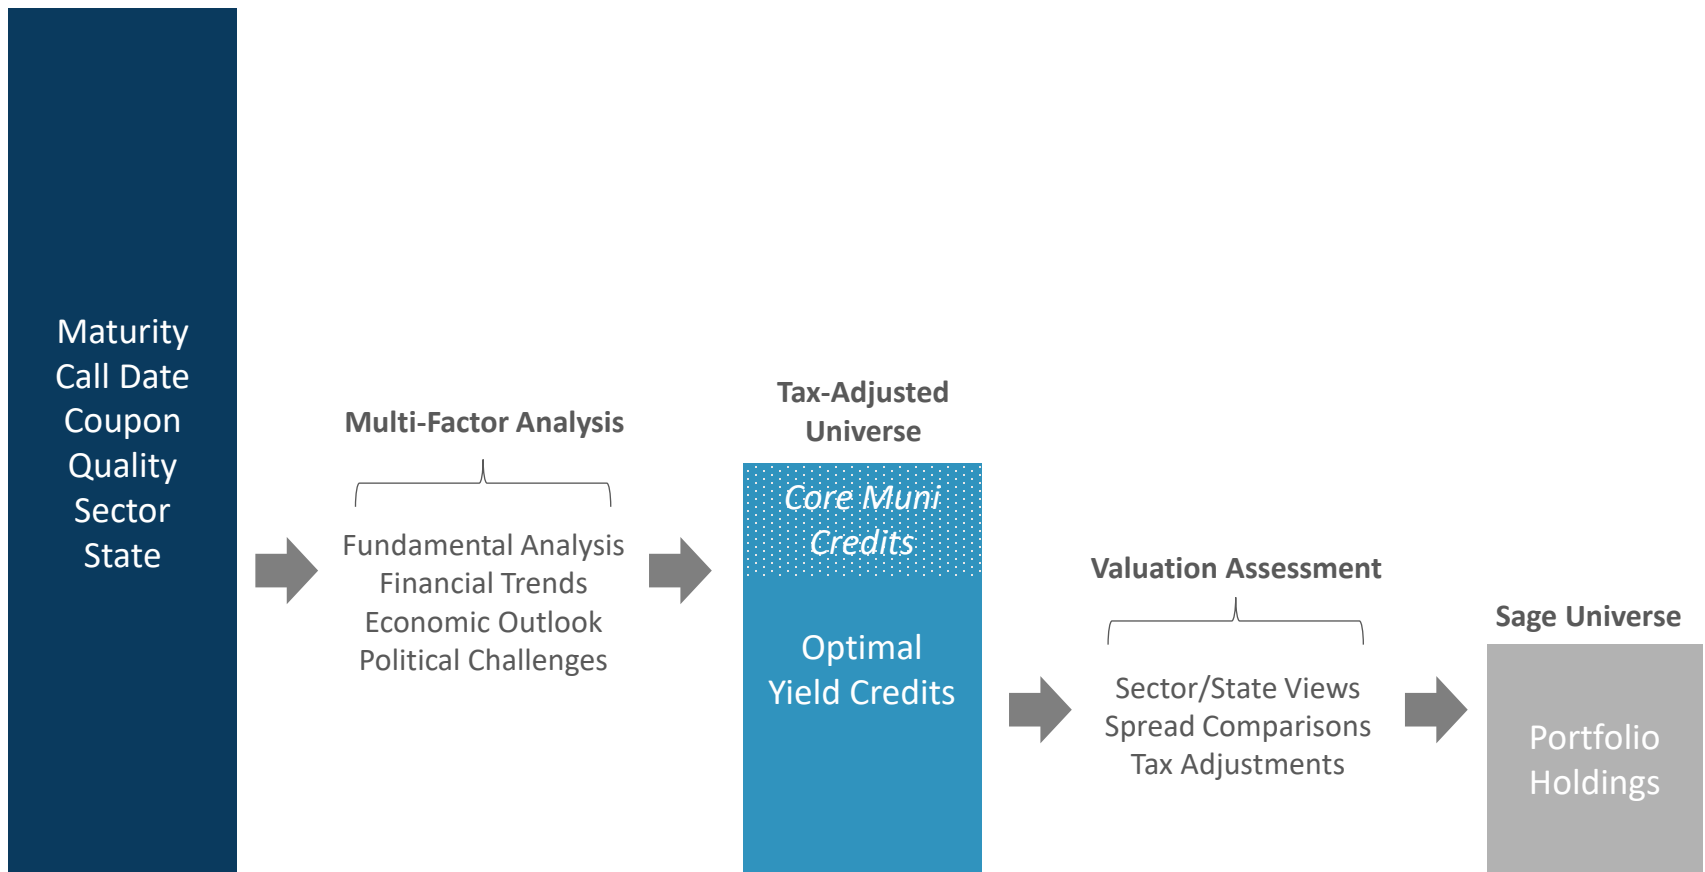 Maturity
Call Date
Coupon
Quality
Sector
State
Multi-Factor Analysis
Fundamental Analysis
Financial Trends
Economic Outlook
Political Challenges
Tax-Adjusted
Universe
Core Muni
Credits
Optimal
Yield Credits
Valuation Assessment
Sector/State Views
Spread Comparisons
Tax Adjustments
Sage Universe
Portfolio
Holdings